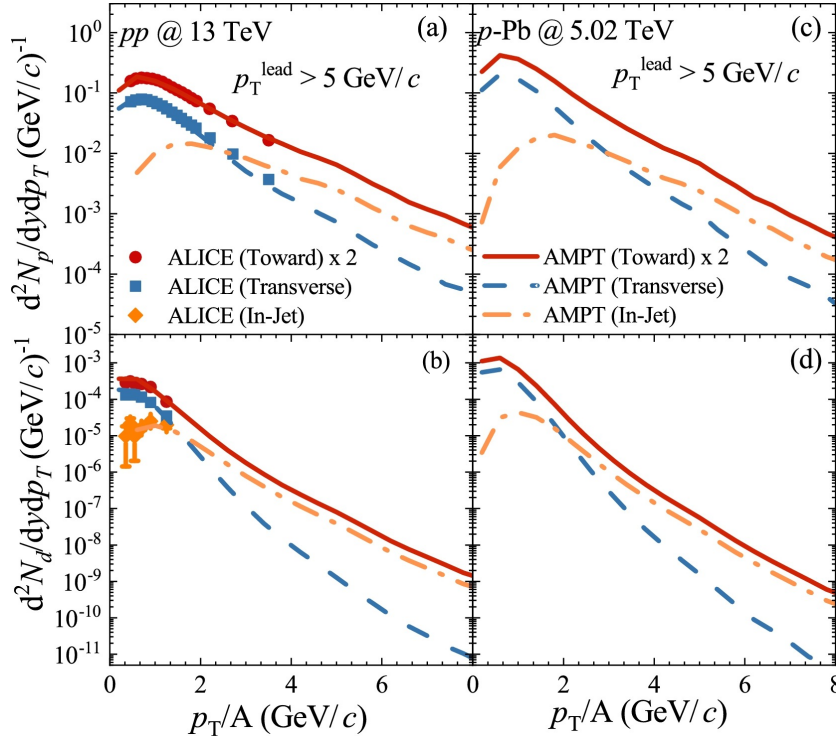 pp @ 13 TeV
(a)
p_T^lead > 5 GeV/c
d²N_p/dydp_T (GeV/c)⁻¹
10⁰
10⁻¹
10⁻²
10⁻³
10⁻⁴
10⁻⁵
ALICE (Toward) x 2
ALICE (Transverse)
ALICE (In-Jet)
p-Pb @ 5.02 TeV
(c)
p_T^lead > 5 GeV/c
AMPT (Toward) x 2
AMPT (Transverse)
AMPT (In-Jet)
(b)
d²N_d/dydp_T (GeV/c)⁻¹
10⁻³
10⁻⁴
10⁻⁵
10⁻⁶
10⁻⁷
10⁻⁸
10⁻⁹
10⁻¹⁰
10⁻¹¹
(d)
0 2 4 6 0 2 4 6 8
p_T/A (GeV/c) p_T/A (GeV/c)